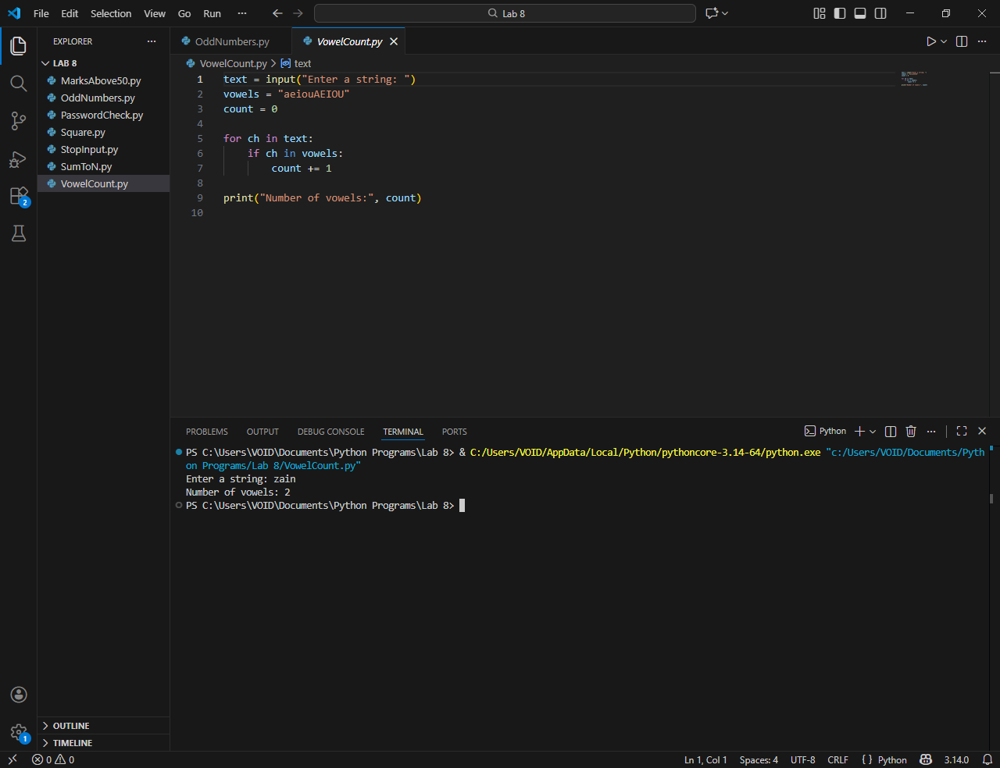 File Edit Selection View Go Run ··· Lab 8
EXPLORER ···
LAB 8
MarksAbove50.py
OddNumbers.py
PasswordCheck.py
Square.py
StopInput.py
SumToN.py
VowelCount.py
OUTLINE
TIMELINE
OddNumbers.py VowelCount.py
VowelCount.py > text
1 text = input("Enter a string: ")
2 vowels = "aeiouAEIOU"
3 count = 0
4
5 for ch in text:
6     if ch in vowels:
7         count += 1
8
9 print("Number of vowels:", count)
10
PROBLEMS OUTPUT DEBUG CONSOLE TERMINAL PORTS Python ···
PS C:\Users\VOID\Documents\Python Programs\Lab 8> & C:/Users/VOID/AppData/Local/Python/pythoncore-3.14-64/python.exe "c:/Users/VOID/Documents/Pyth
on Programs/Lab 8/VowelCount.py"
Enter a string: zain
Number of vowels: 2
PS C:\Users\VOID\Documents\Python Programs\Lab 8>
2
1
0 0 Ln 1, Col 1 Spaces: 4 UTF-8 CRLF { } Python 3.14.0